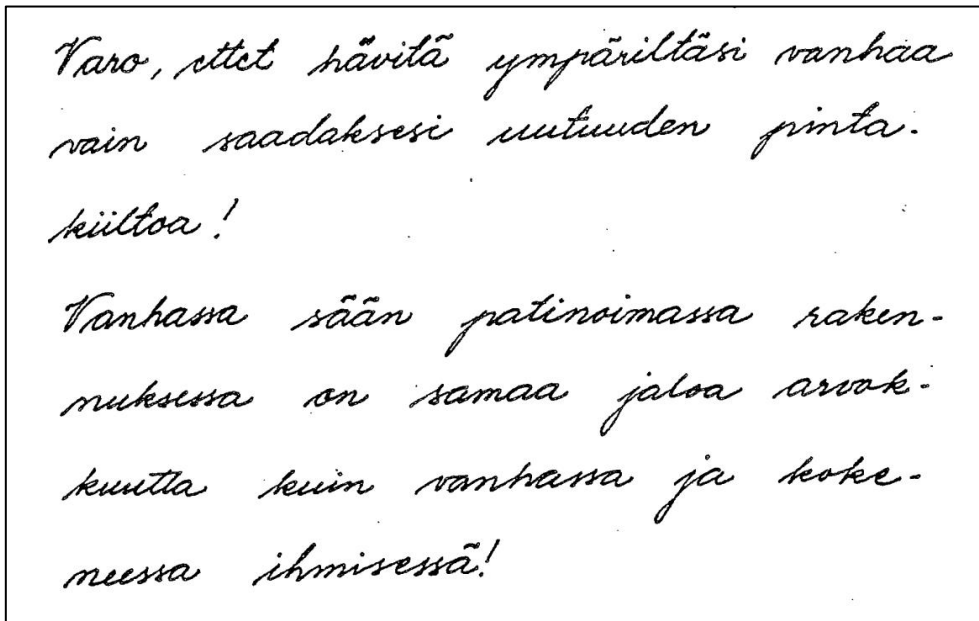 Varo, ettet hävitä ympäriltäsi vanhaa
vain saadaksesi uutuuden pinta-
kiiltoa!
Vanhassa sään patinoimassa raken-
nuksessa on samaa jaloa arvok-
kuutta kuin vanhassa ja koke-
neessa ihmisessä!